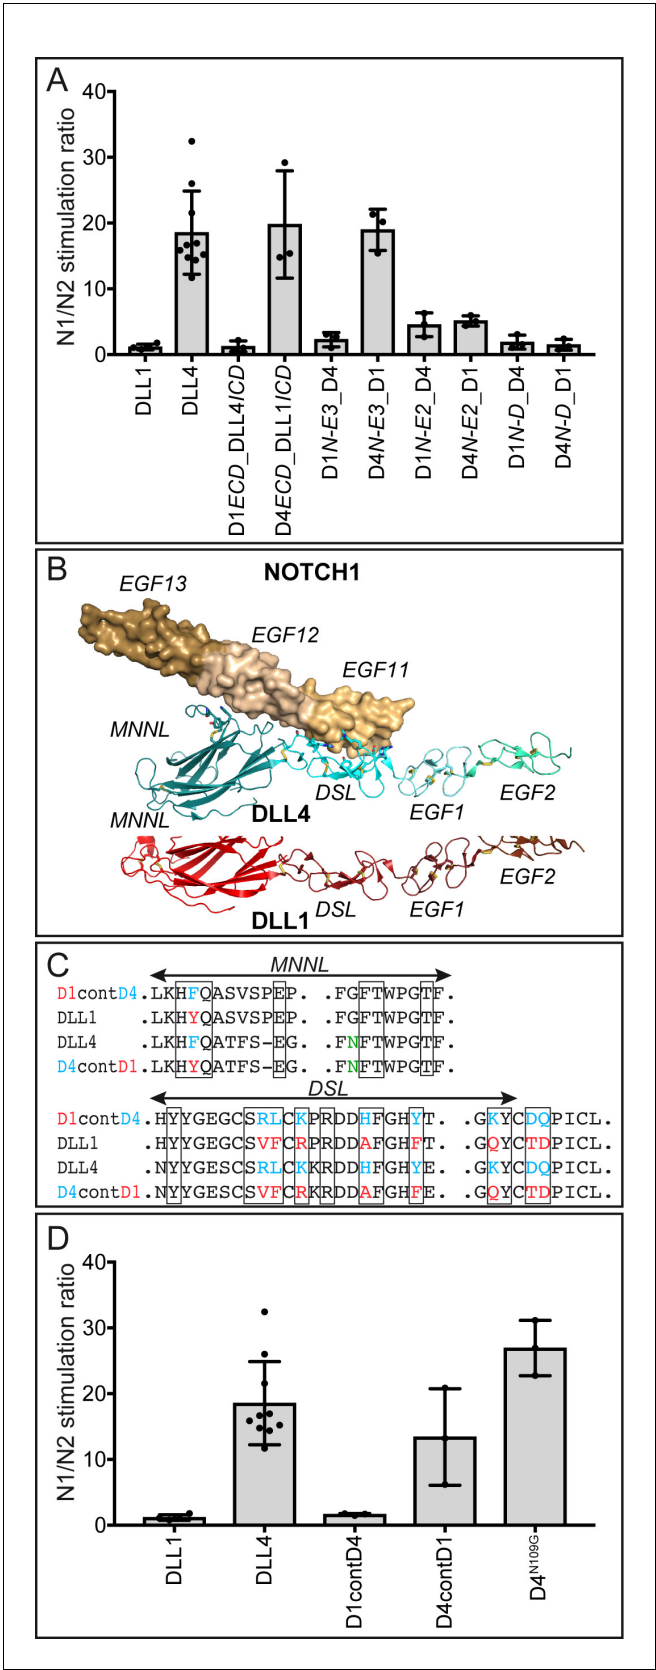 A
N1/N2 stimulation ratio
40
30
20
10
0
DLL1
DLL4
D1ECD_DLL4ICD
D4ECD_DLL1ICD
D1N-E3_D4
D4N-E3_D1
D1N-E2_D4
D4N-E2_D1
D1N-D_D4
D4N-D_D1
B
NOTCH1
EGF13
EGF12
EGF11
MNNL
DSL
EGF1
EGF2
DLL4
MNNL
DSL
EGF1
EGF2
DLL1
C
MNNL
D1contD4 .LKHFQASVSPEP. .FGFTWPGTF.
DLL1 .LKHYQASVSPEP. .FGFTWPGTF.
DLL4 .LKHFQATFS-EG. .FNFTWPGTF.
D4contD1 .LKHYQATFS-EG. .FNFTWPGTF.
DSL
D1contD4 .HYYGEGCSRLCKPRDDHFGHYT. .GKYCDQPICL.
DLL1 .HYYGEGCSVFCRPRDDAFGHFT. .GQYCTDPICL.
DLL4 .NYYGESCSRLCKKRDDHFGHYE. .GKYCDQPICL.
D4contD1 .NYYGESCSVFCRKRDDAFGHFE. .GQYCTDPICL.
D
N1/N2 stimulation ratio
40
30
20
10
0
DLL1
DLL4
D1contD4
D4contD1
D4N109G